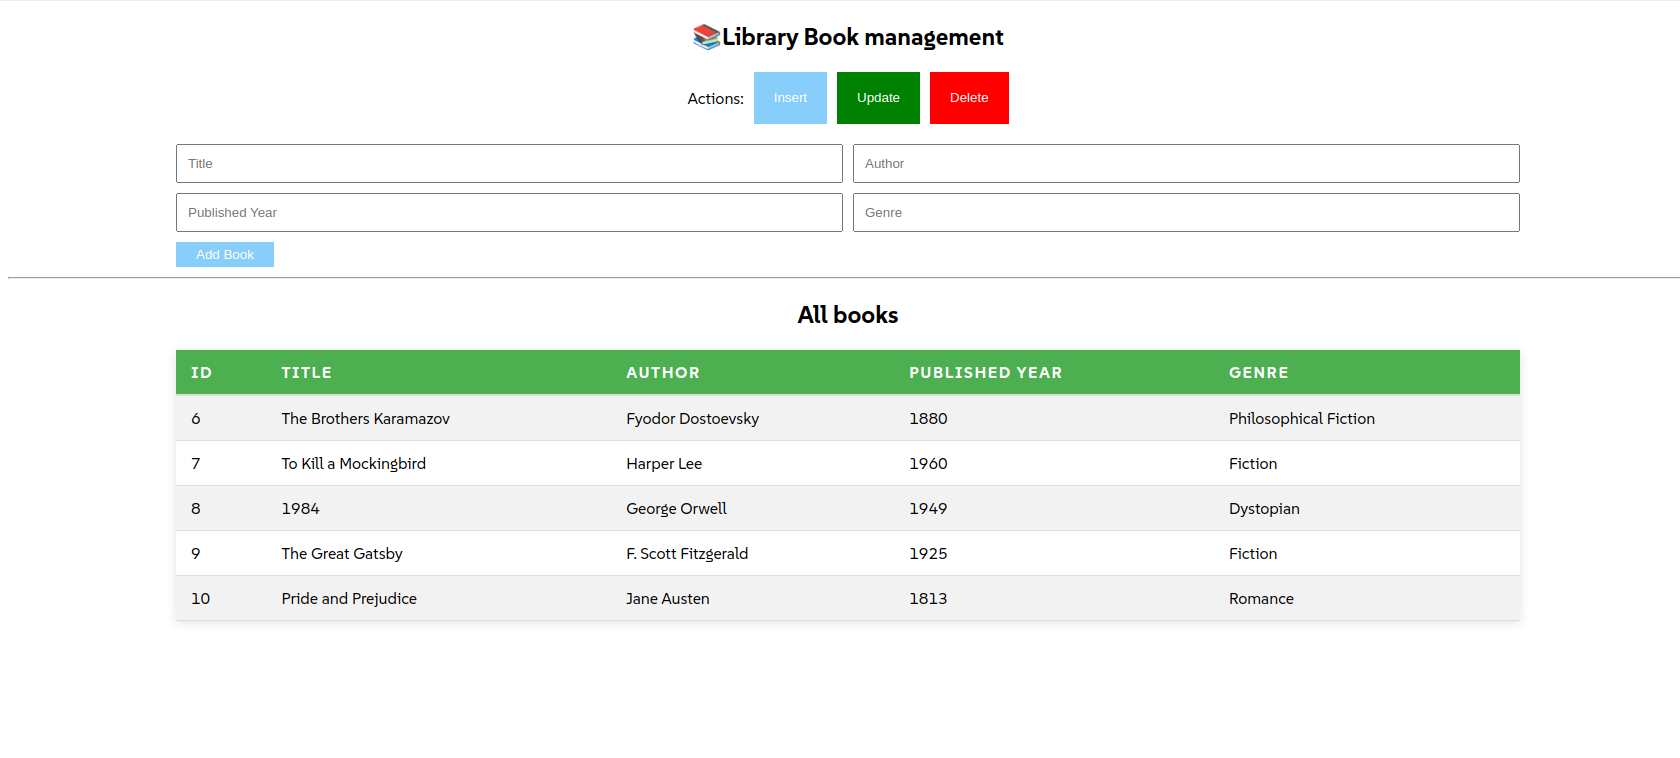 📚Library Book management
Actions: Insert Update Delete
Title Author
Published Year Genre
Add Book
All books
ID TITLE AUTHOR PUBLISHED YEAR GENRE
6 The Brothers Karamazov Fyodor Dostoevsky 1880 Philosophical Fiction
7 To Kill a Mockingbird Harper Lee 1960 Fiction
8 1984 George Orwell 1949 Dystopian
9 The Great Gatsby F. Scott Fitzgerald 1925 Fiction
10 Pride and Prejudice Jane Austen 1813 Romance